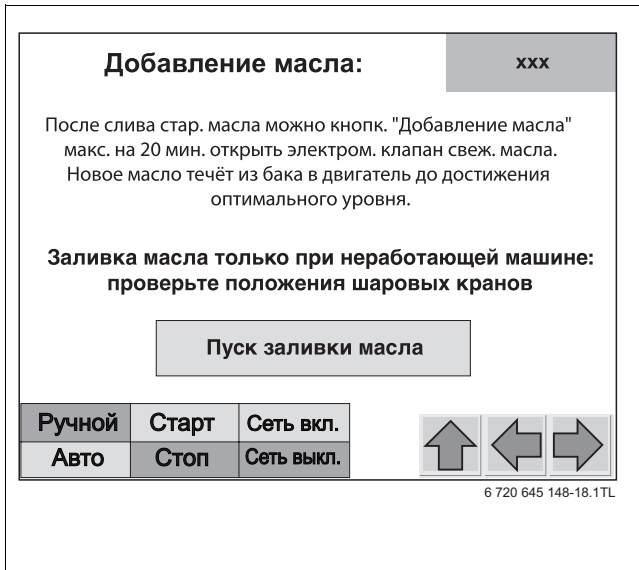 Добавление масла:
xxx
После слива стар. масла можно кнопк. "Добавление масла"
макс. на 20 мин. открыть электром. клапан свеж. масла.
Новое масло течёт из бака в двигатель до достижения
оптимального уровня.
Заливка масла только при неработающей машине:
проверьте положения шаровых кранов
Пуск заливки масла
Ручной Старт Сеть вкл.
Авто Стоп Сеть выкл.
6 720 645 148-18.1TL